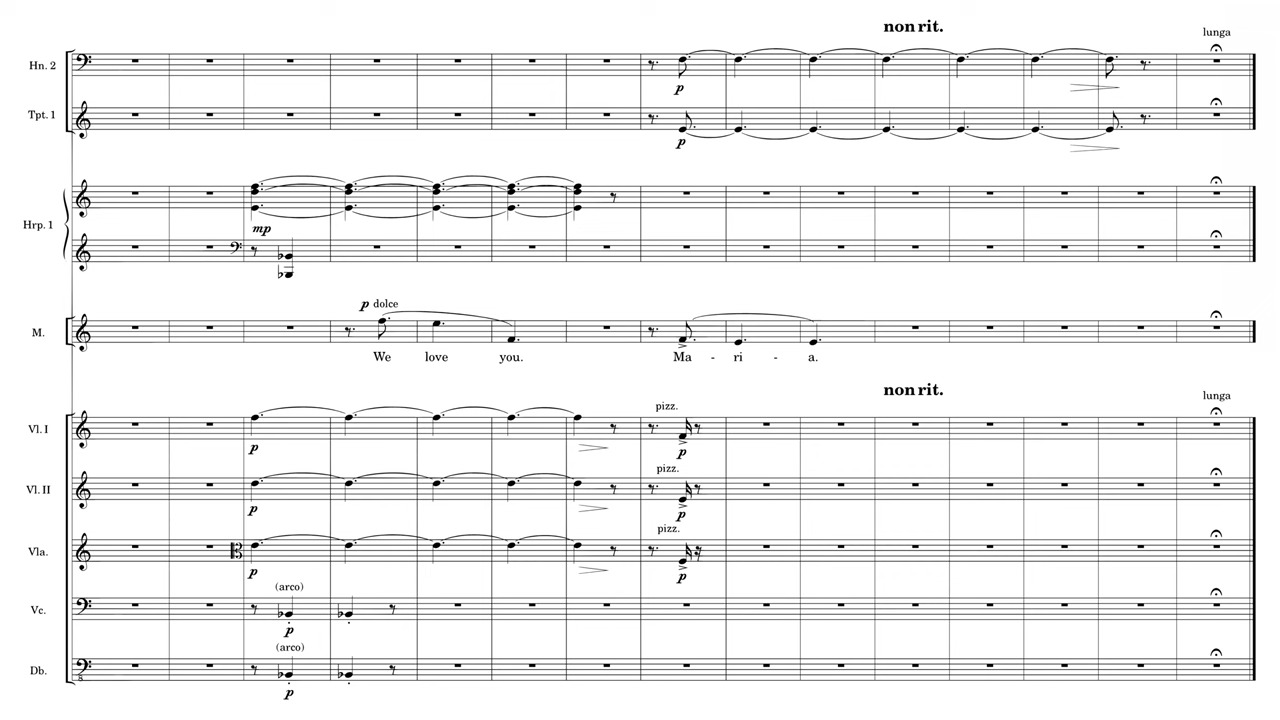 non rit.
lunga
Hn. 2
p
Tpt. 1
p
Hrp. 1
mp
p dolce
M.
We love you. Ma - ri - a.
non rit.
lunga
pizz.
Vl. I
p p
pizz.
Vl. II
p p
pizz.
Vla.
p p
(arco)
Vc.
p
(arco)
Db.
8
p